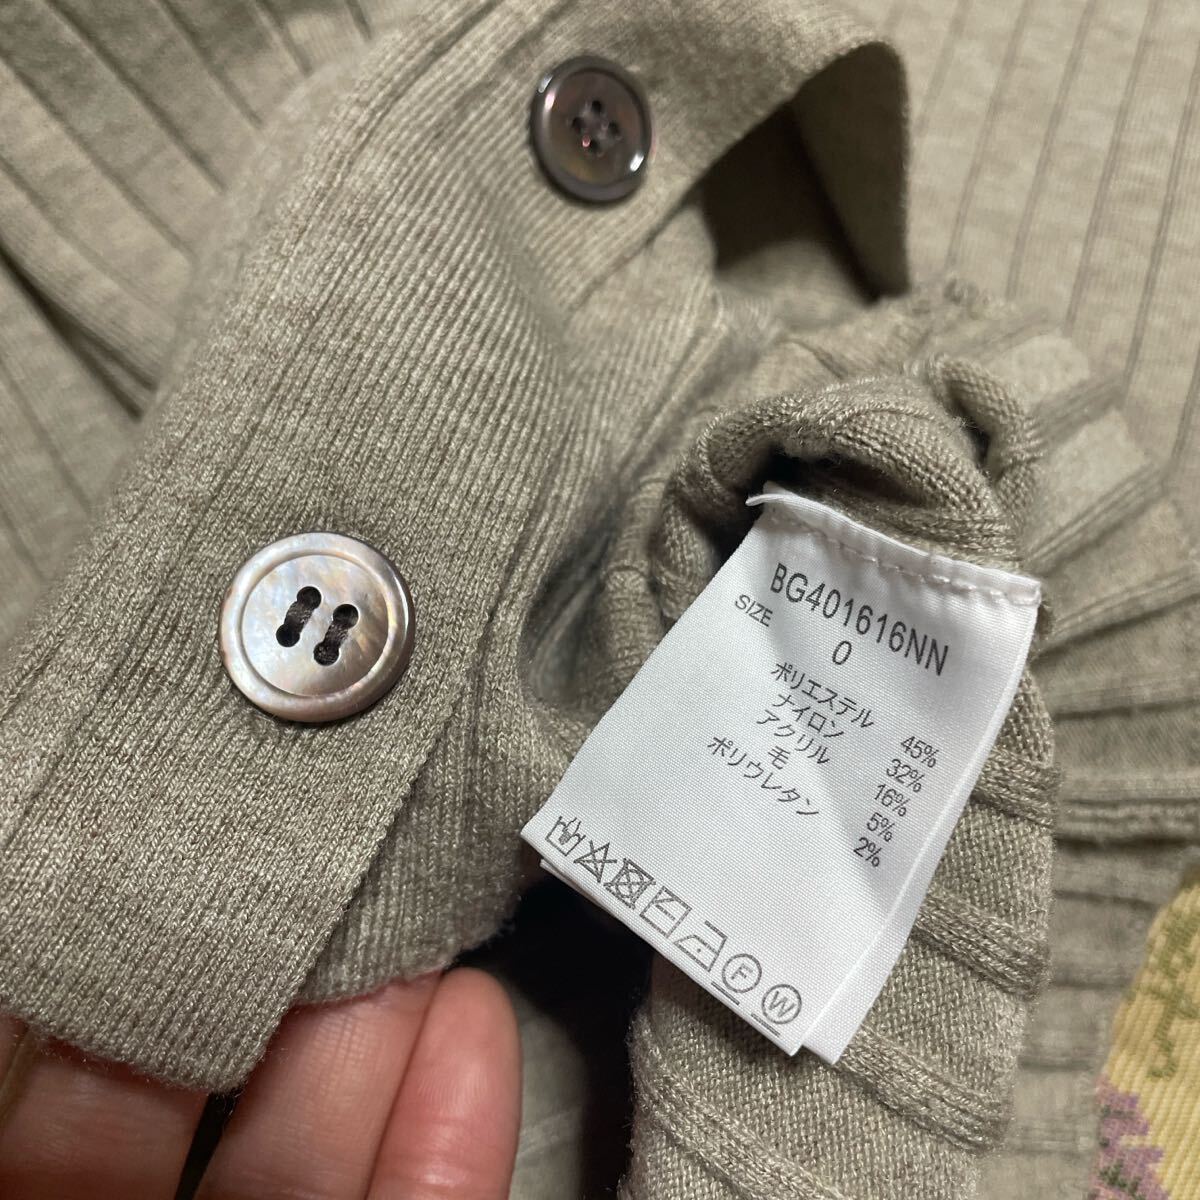 BG401616NN
SIZE 0
ポリエステル 45%
ナイロン 32%
アクリル 16%
毛 5%
ポリウレタン 2%
F W